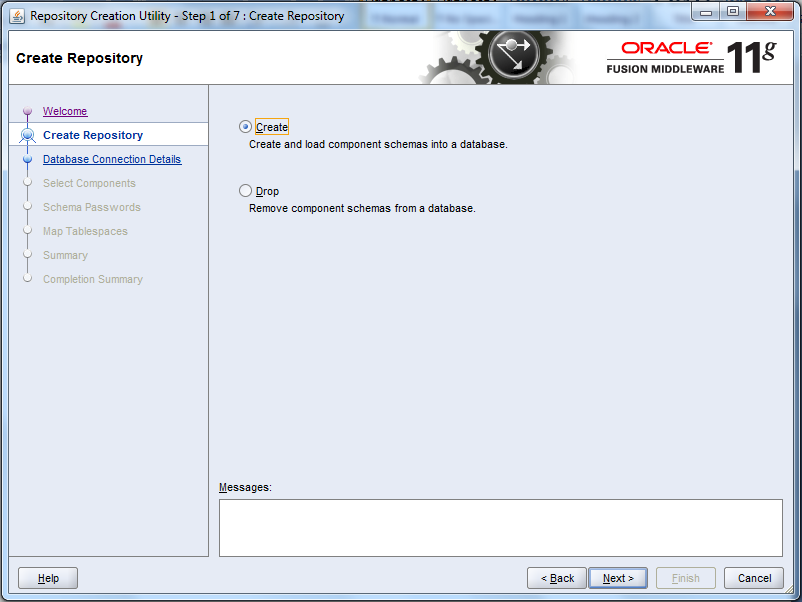 Repository Creation Utility - Step 1 of 7 : Create Repository
Create Repository
ORACLE
FUSION MIDDLEWARE 11g
Welcome
Create Repository
Database Connection Details
Select Components
Schema Passwords
Map Tablespaces
Summary
Completion Summary
Create
Create and load component schemas into a database.
Drop
Remove component schemas from a database.
Messages:
Help
< Back
Next >
Finish
Cancel